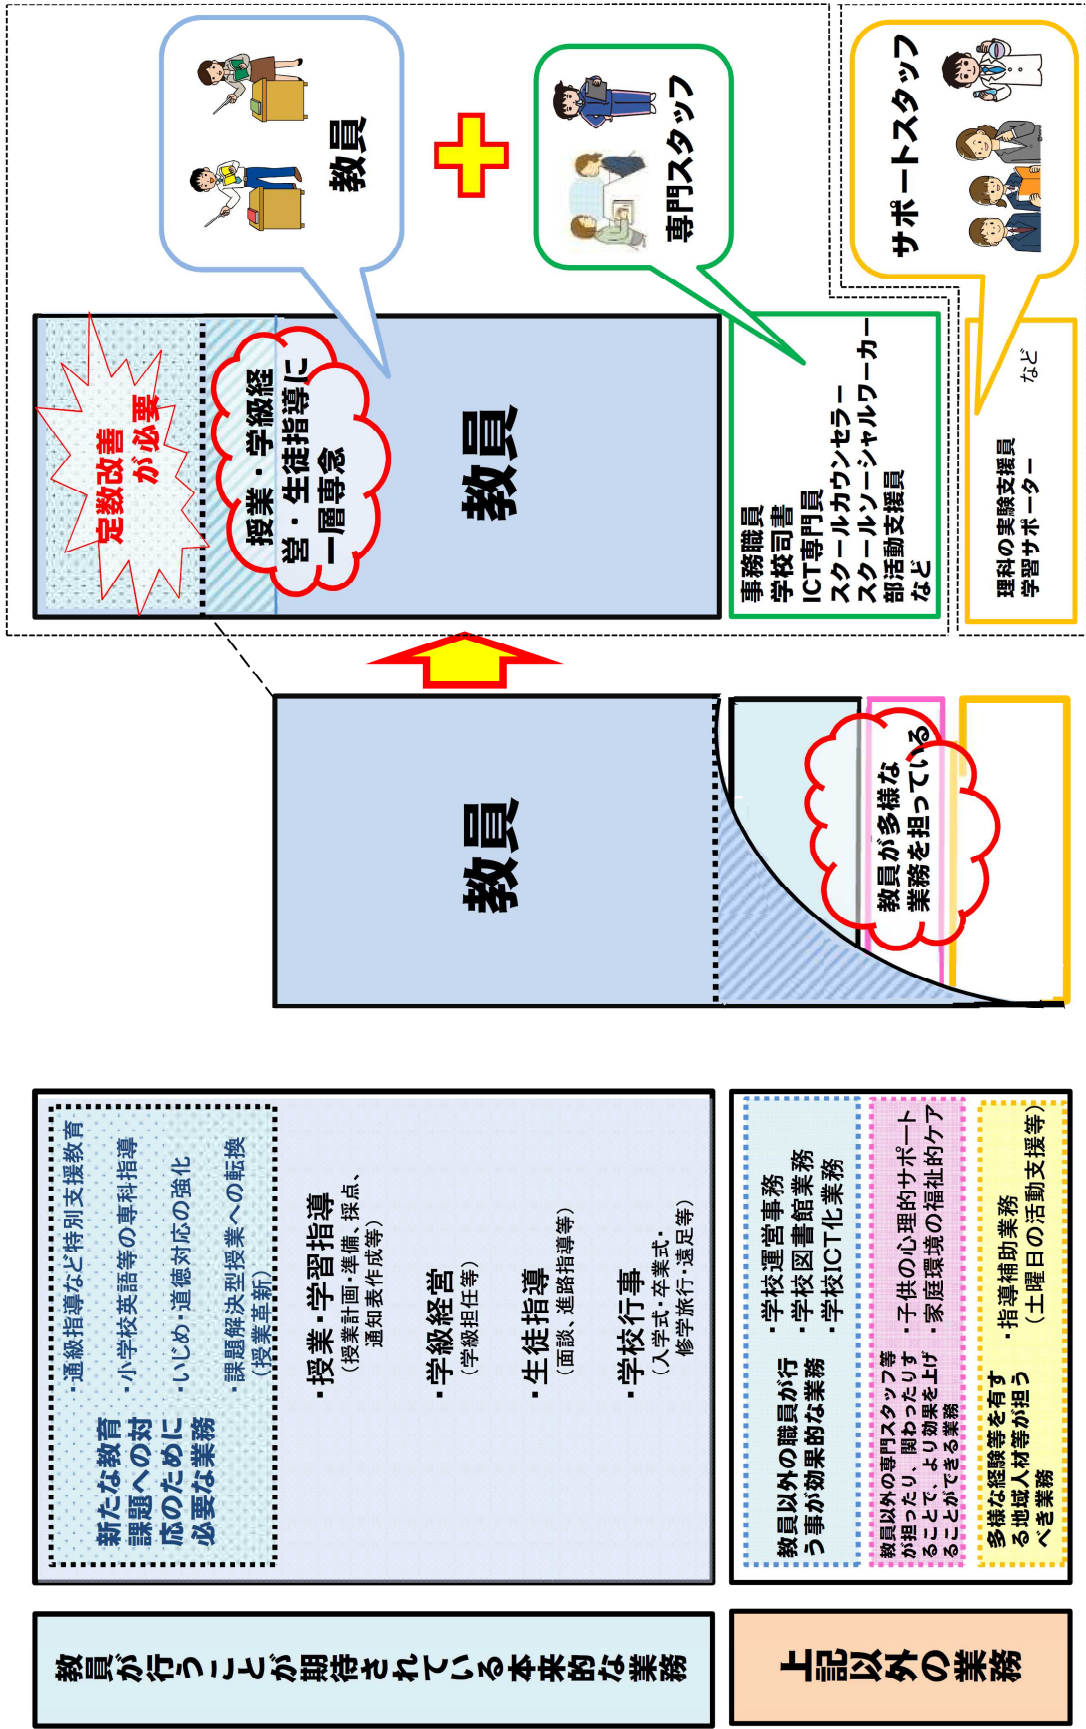 教員が行うことが期待されている本来的な業務
新たな教育
課題への対
応のために
必要な業務
・通級指導など特別支援教育
・小学校英語等の専科指導
・いじめ・道徳対応の強化
・課題解決型授業への転換
（授業革新）
・授業・学習指導
（授業計画・準備、採点、
通知表作成等）
・学級経営
（学級担任等）
・生徒指導
（面談、進路指導等）
・学校行事
（入学式・卒業式・
修学旅行・遠足等）
上記以外の業務
教員以外の職員が行
う事が効果的な業務
・学校運営事務
・学校図書館業務
・学校ICT化業務
教員以外の専門スタッフ等
が担ったり、関わったりす
ることで、より効果を上げ
ることができる業務
・子供の心理的サポート
・家庭環境の福祉的ケア
多様な経験等を有す
る地域人材等が担う
べき業務
・指導補助業務
（土曜日の活動支援等）
教員
教員が多様な
業務を担っている
定数改善
が必要
授業・学級経
営・生徒指導に
一層専念
教員
事務職員
学校司書
ICT専門員
スクールカウンセラー
スクールソーシャルワーカー
部活動支援員
など
理科の実験支援員
学習サポーター
など
教員
専門スタッフ
サポートスタッフ